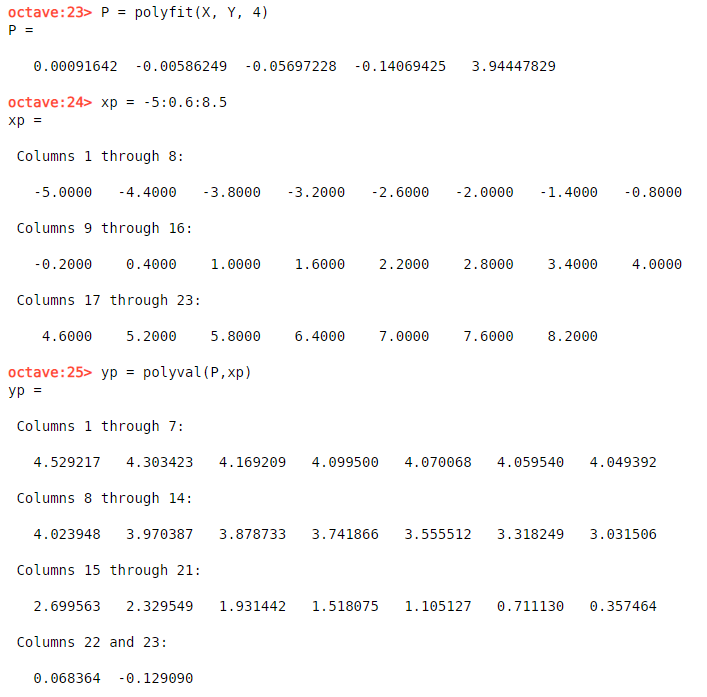 octave:23> P = polyfit(X, Y, 4)
P =
0.00091642 -0.00586249 -0.05697228 -0.14069425 3.94447829
octave:24> xp = -5:0.6:8.5
xp =
Columns 1 through 8:
-5.0000 -4.4000 -3.8000 -3.2000 -2.6000 -2.0000 -1.4000 -0.8000
Columns 9 through 16:
-0.2000 0.4000 1.0000 1.6000 2.2000 2.8000 3.4000 4.0000
Columns 17 through 23:
4.6000 5.2000 5.8000 6.4000 7.0000 7.6000 8.2000
octave:25> yp = polyval(P,xp)
yp =
Columns 1 through 7:
4.529217 4.303423 4.169209 4.099500 4.070068 4.059540 4.049392
Columns 8 through 14:
4.023948 3.970387 3.878733 3.741866 3.555512 3.318249 3.031506
Columns 15 through 21:
2.699563 2.329549 1.931442 1.518075 1.105127 0.711130 0.357464
Columns 22 and 23:
0.068364 -0.129090